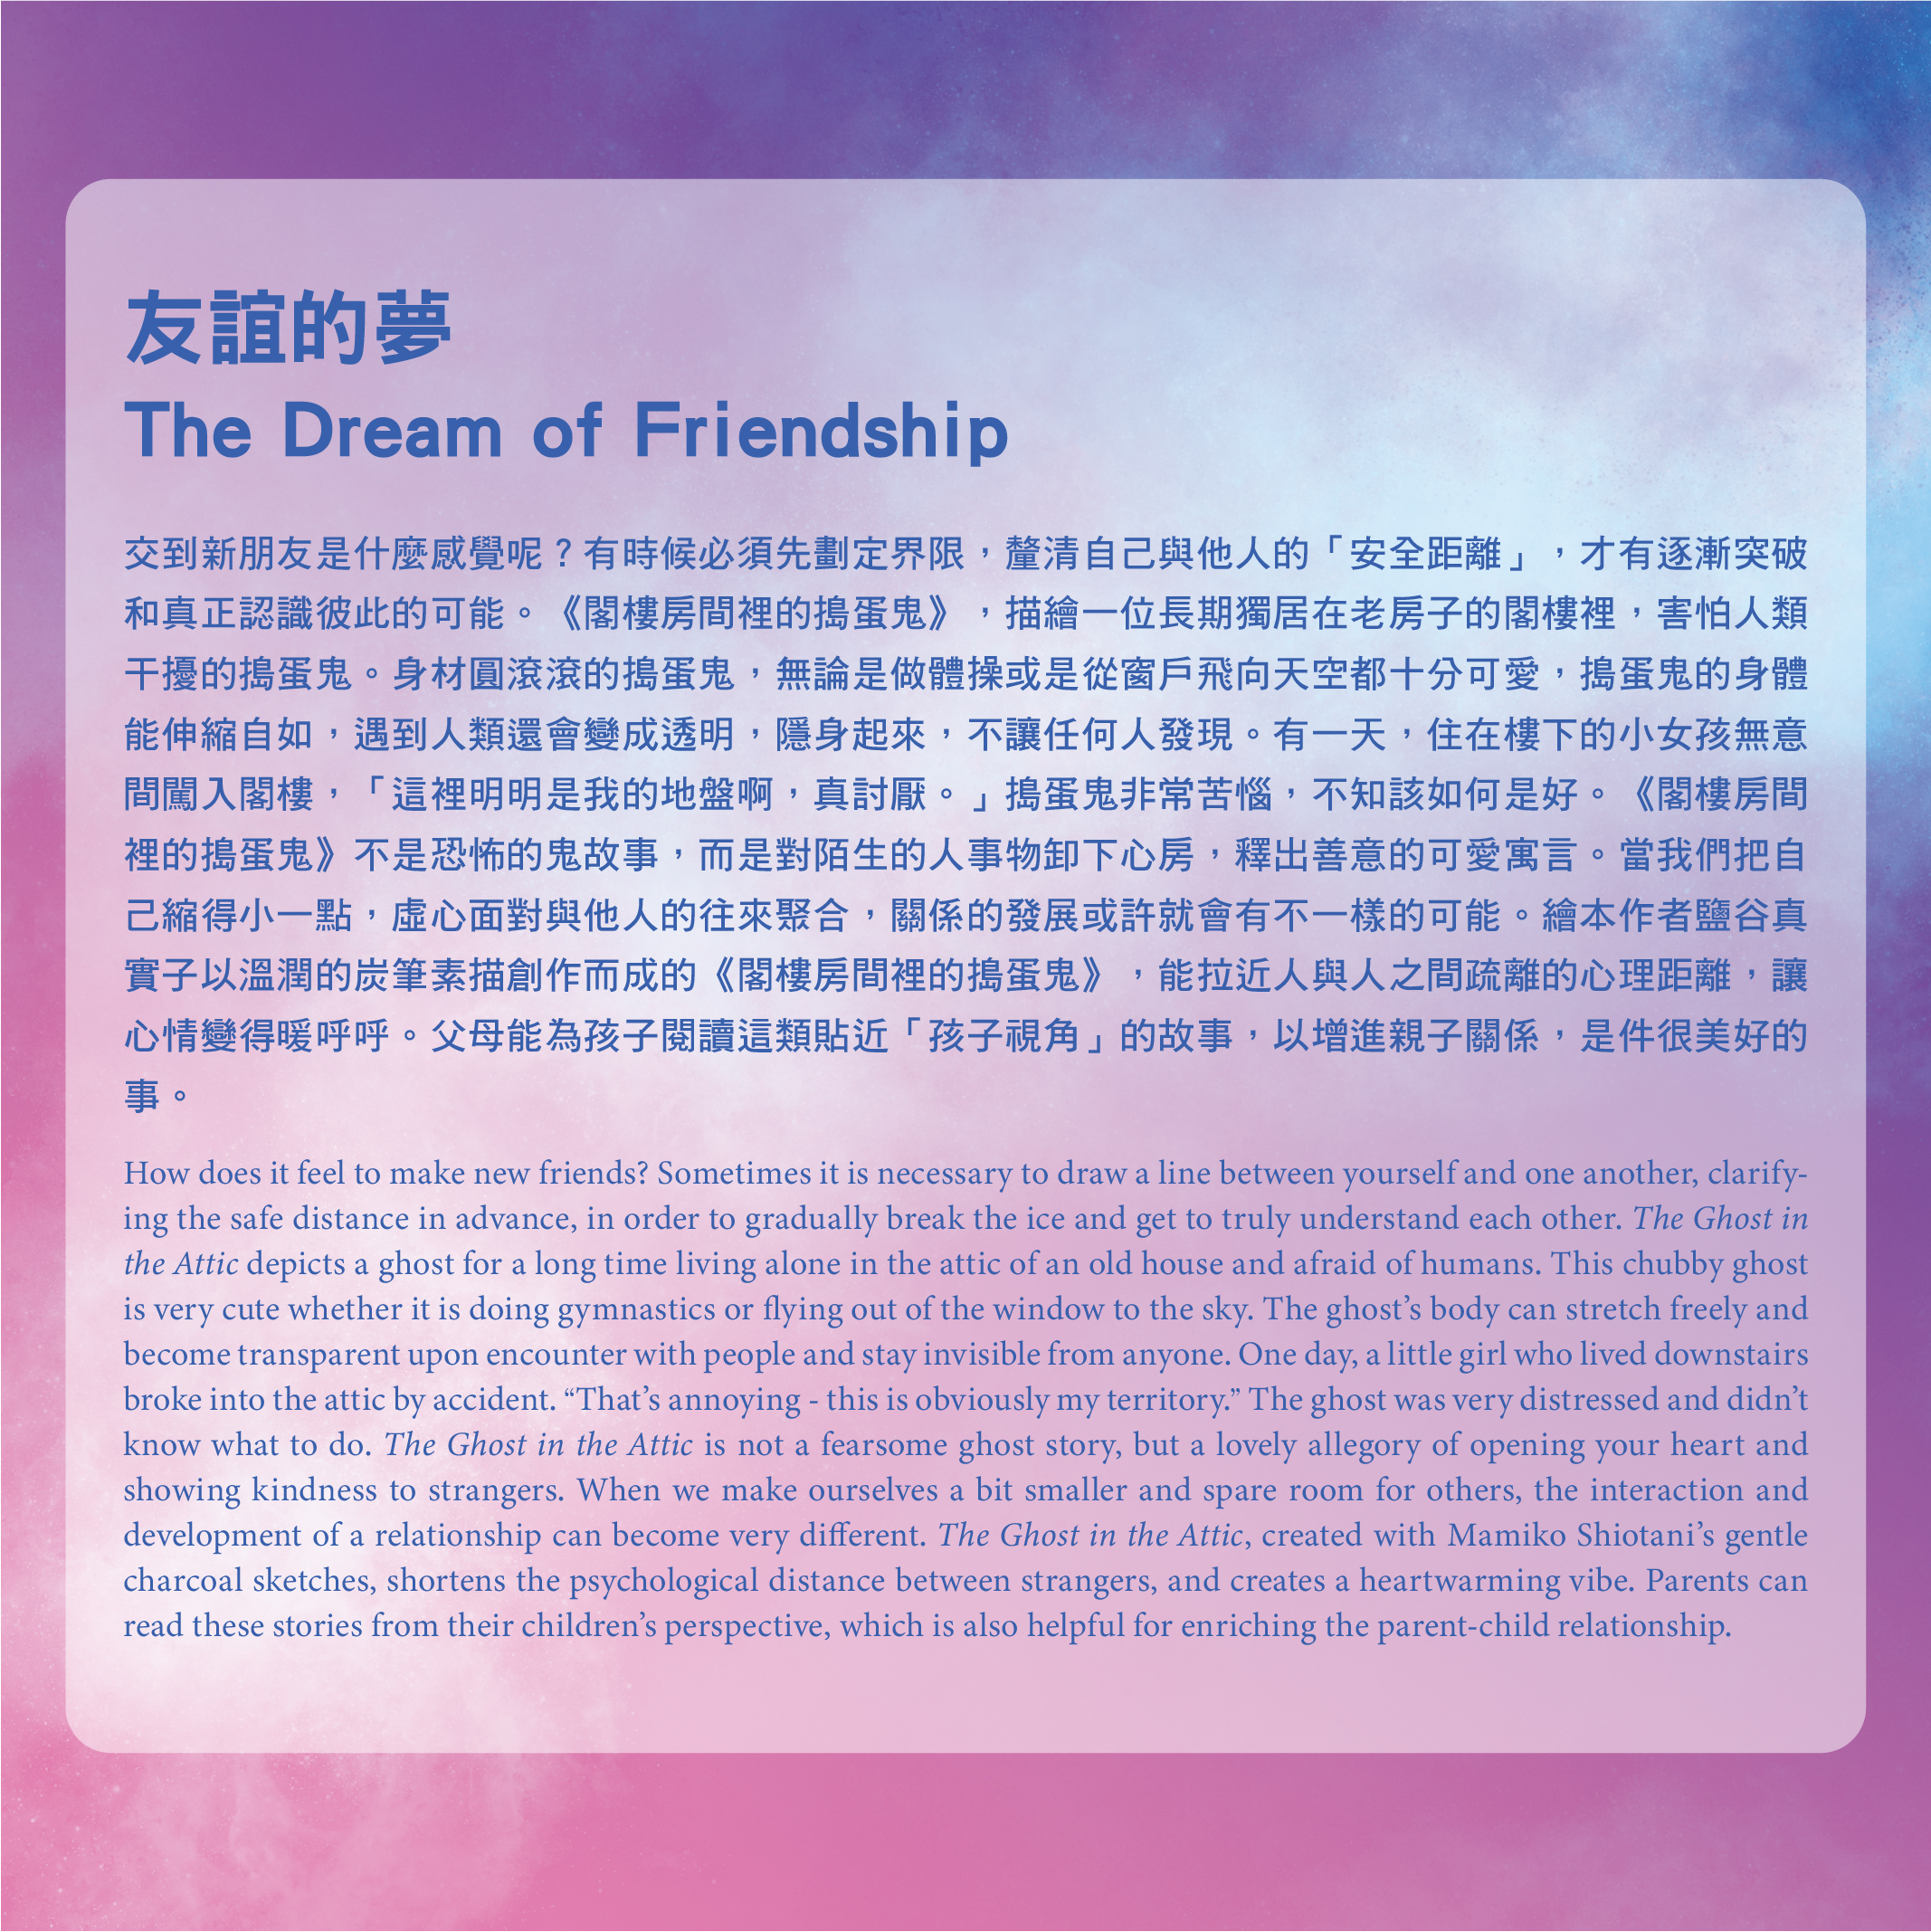 友誼的夢
The Dream of Friendship
交到新朋友是什麼感覺呢？有時候必須先劃定界限，釐清自己與他人的「安全距離」，才有逐漸突破
和真正認識彼此的可能。《閣樓房間裡的搗蛋鬼》，描繪一位長期獨居在老房子的閣樓裡，害怕人類
干擾的搗蛋鬼。身材圓滾滾的搗蛋鬼，無論是做體操或是從窗戶飛向天空都十分可愛，搗蛋鬼的身體
能伸縮自如，遇到人類還會變成透明，隱身起來，不讓任何人發現。有一天，住在樓下的小女孩無意
間闖入閣樓，「這裡明明是我的地盤啊，真討厭。」搗蛋鬼非常苦惱，不知該如何是好。《閣樓房間
裡的搗蛋鬼》不是恐怖的鬼故事，而是對陌生的人事物卸下心房，釋出善意的可愛寓言。當我們把自
己縮得小一點，虛心面對與他人的往來聚合，關係的發展或許就會有不一樣的可能。繪本作者鹽谷真
實子以溫潤的炭筆素描創作而成的《閣樓房間裡的搗蛋鬼》，能拉近人與人之間疏離的心理距離，讓
心情變得暖呼呼。父母能為孩子閱讀這類貼近「孩子視角」的故事，以增進親子關係，是件很美好的
事。
How does it feel to make new friends? Sometimes it is necessary to draw a line between yourself and one another, clarify-
ing the safe distance in advance, in order to gradually break the ice and get to truly understand each other. The Ghost in
the Attic depicts a ghost for a long time living alone in the attic of an old house and afraid of humans. This chubby ghost
is very cute whether it is doing gymnastics or flying out of the window to the sky. The ghost’s body can stretch freely and
become transparent upon encounter with people and stay invisible from anyone. One day, a little girl who lived downstairs
broke into the attic by accident. “That’s annoying - this is obviously my territory.” The ghost was very distressed and didn’t
know what to do. The Ghost in the Attic is not a fearsome ghost story, but a lovely allegory of opening your heart and
showing kindness to strangers. When we make ourselves a bit smaller and spare room for others, the interaction and
development of a relationship can become very different. The Ghost in the Attic, created with Mamiko Shiotani’s gentle
charcoal sketches, shortens the psychological distance between strangers, and creates a heartwarming vibe. Parents can
read these stories from their children’s perspective, which is also helpful for enriching the parent-child relationship.